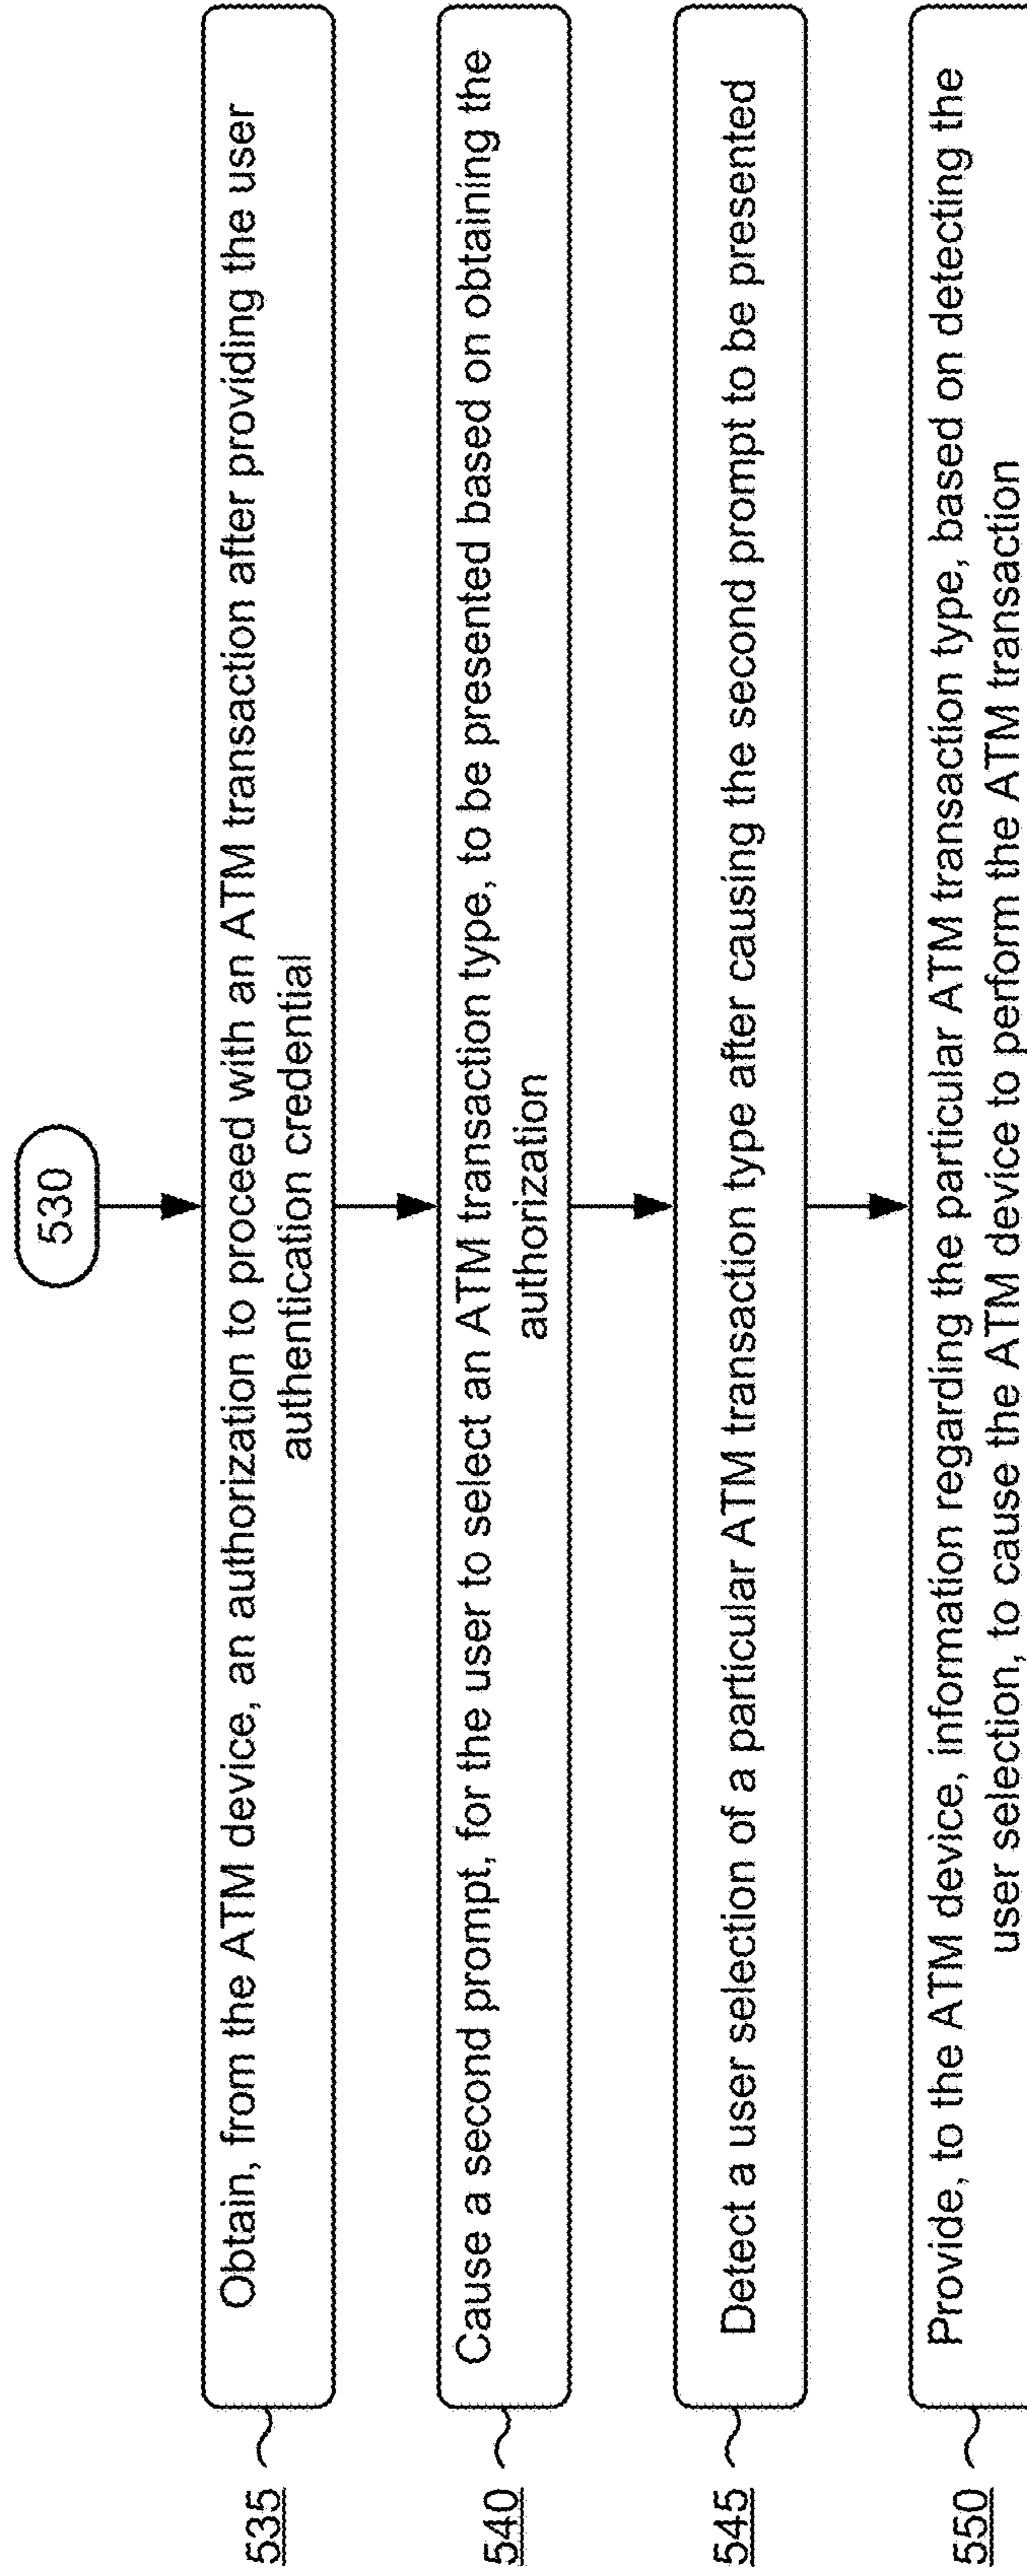 530
535
Obtain, from the ATM device, an authorization to proceed with an ATM transaction after providing the user
authentication credential
540
Cause a second prompt, for the user to select an ATM transaction type, to be presented based on obtaining the
authorization
545
Detect a user selection of a particular ATM transaction type after causing the second prompt to be presented
550
Provide, to the ATM device, information regarding the particular ATM transaction type, based on detecting the
user selection, to cause the ATM device to perform the ATM transaction